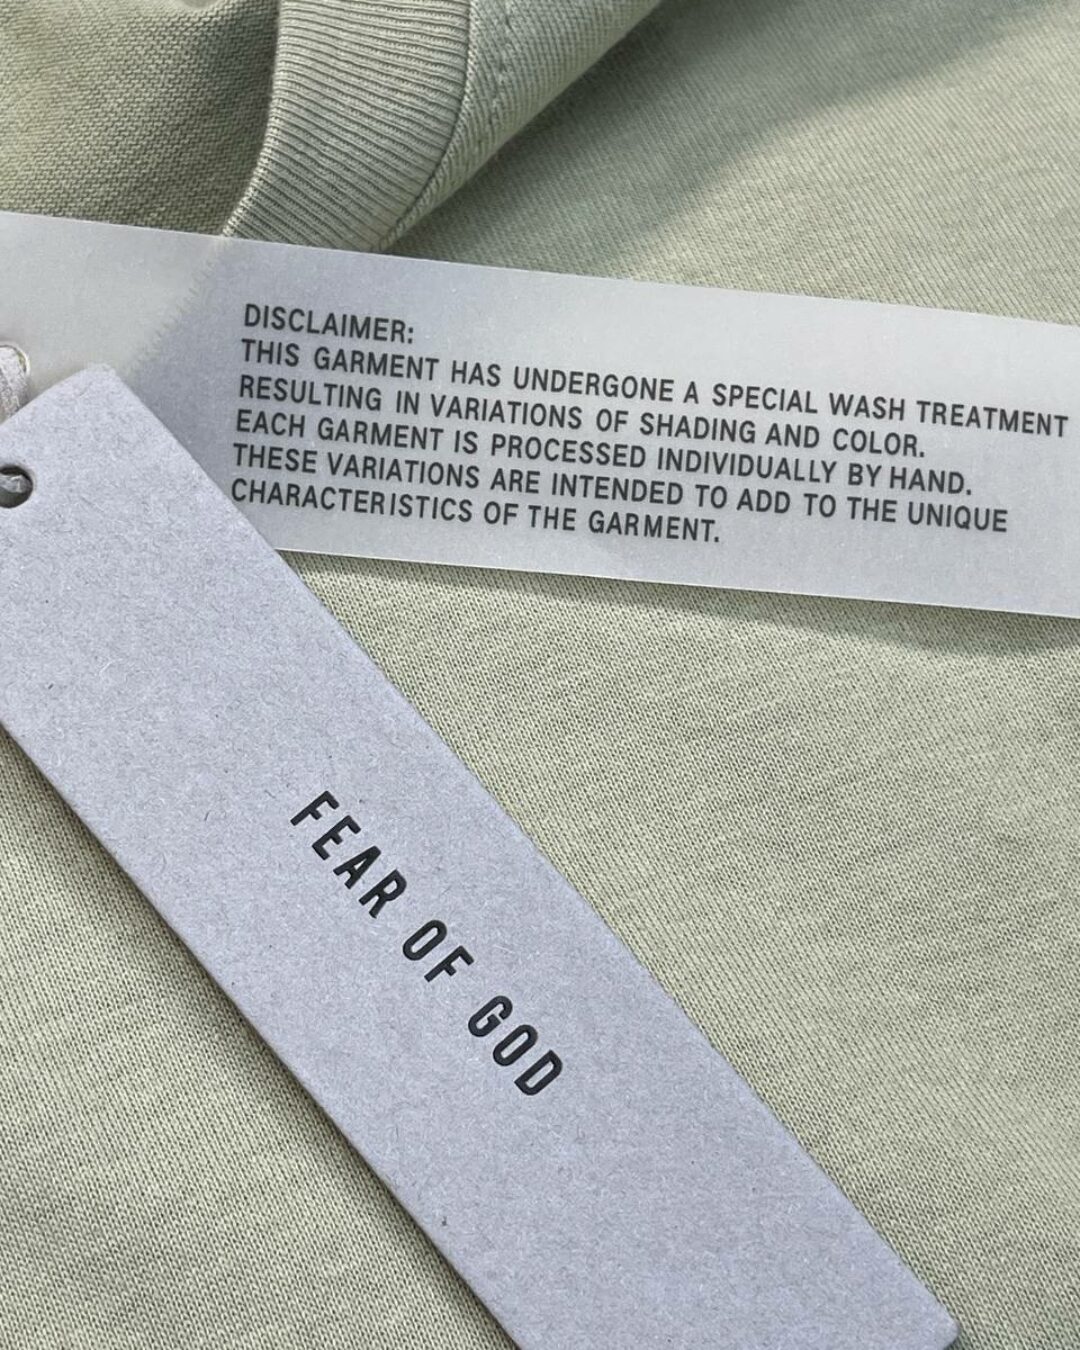 DISCLAIMER:
THIS GARMENT HAS UNDERGONE A SPECIAL WASH TREATMENT
RESULTING IN VARIATIONS OF SHADING AND COLOR.
EACH GARMENT IS PROCESSED INDIVIDUALLY BY HAND.
THESE VARIATIONS ARE INTENDED TO ADD TO THE UNIQUE
CHARACTERISTICS OF THE GARMENT.
FEAR OF GOD